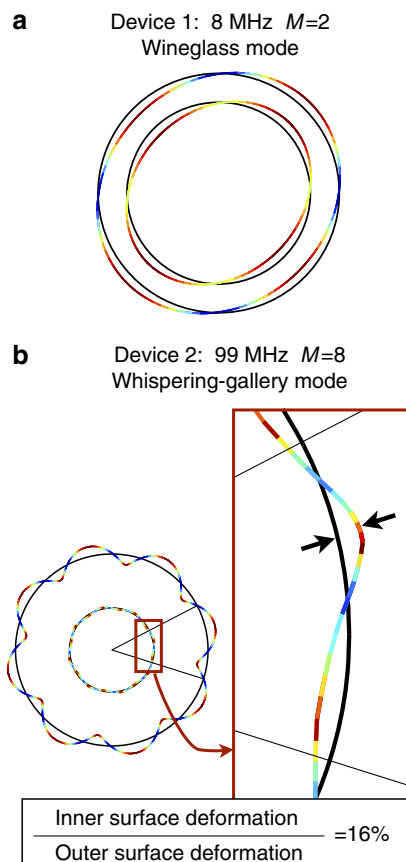 a
Device 1: 8 MHz M=2
Wineglass mode
b
Device 2: 99 MHz M=8
Whispering-gallery mode
Inner surface deformation
Outer surface deformation
=16%